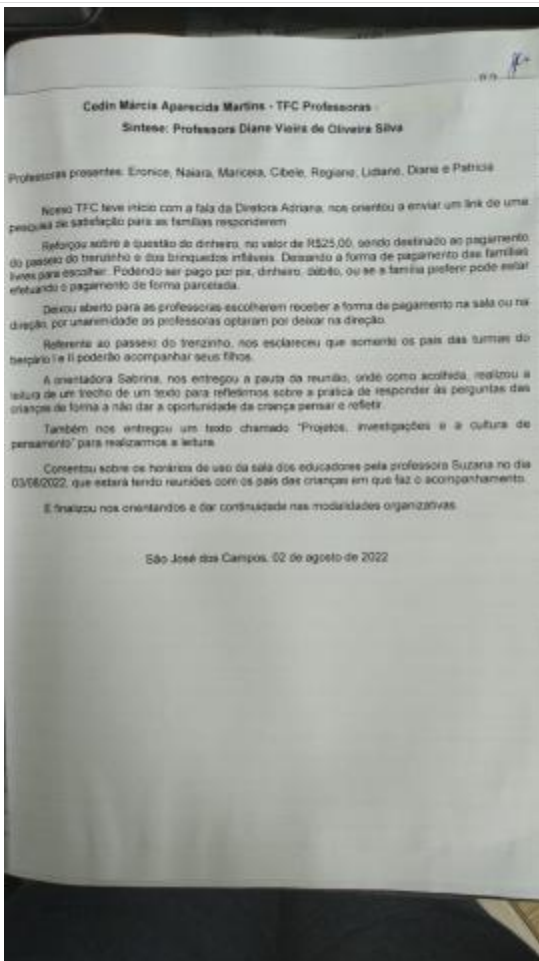 Cedin Márcia Aparecida Martins - TFC Professoras
Síntese: Professora Diane Vieira de Oliveira Silva
Professoras presentes: Eronice, Naiara, Maricela, Cibele, Regiane, Lidiane, Diane e Patricia
Nosso TFC teve início com a fala da Diretora Adriana, nos orientou a enviar um link de uma
pesquisa de satisfação para as famílias responderem.
Reforçou sobre a questão do dinheiro, no valor de R$25,00, sendo destinado ao pagamento
do passeio do trenzinho e dos brinquedos infláveis. Deixando a forma de pagamento das famílias
livres para escolher. Podendo ser pago por pix, dinheiro, débito, ou se a família preferir pode estar
efetuando o pagamento de forma parcelada.
Deixou aberto para as professoras escolherem receber a forma de pagamento na sala ou na
direção, por unanimidade as professoras optaram por deixar na direção.
Referente ao passeio do trenzinho, nos esclareceu que somente os pais das turmas do
berçário I e II poderão acompanhar seus filhos.
A orientadora Sabrina, nos entregou a pauta da reunião, onde como acolhida, realizou a
leitura de um trecho de um texto para refletirmos sobre a prática de responder às perguntas das
crianças de forma a não dar a oportunidade da criança pensar e refletir.
Também nos entregou um texto chamado "Projetos, investigações e a cultura de
pensamento" para realizarmos a leitura.
Comentou sobre os horários de uso da sala dos educadores pela professora Suzana no dia
03/08/2022, que estará tendo reuniões com os pais das crianças em que faz o acompanhamento.
E finalizou nos orientando e dar continuidade nas modalidades organizativas.
São José dos Campos, 02 de agosto de 2022